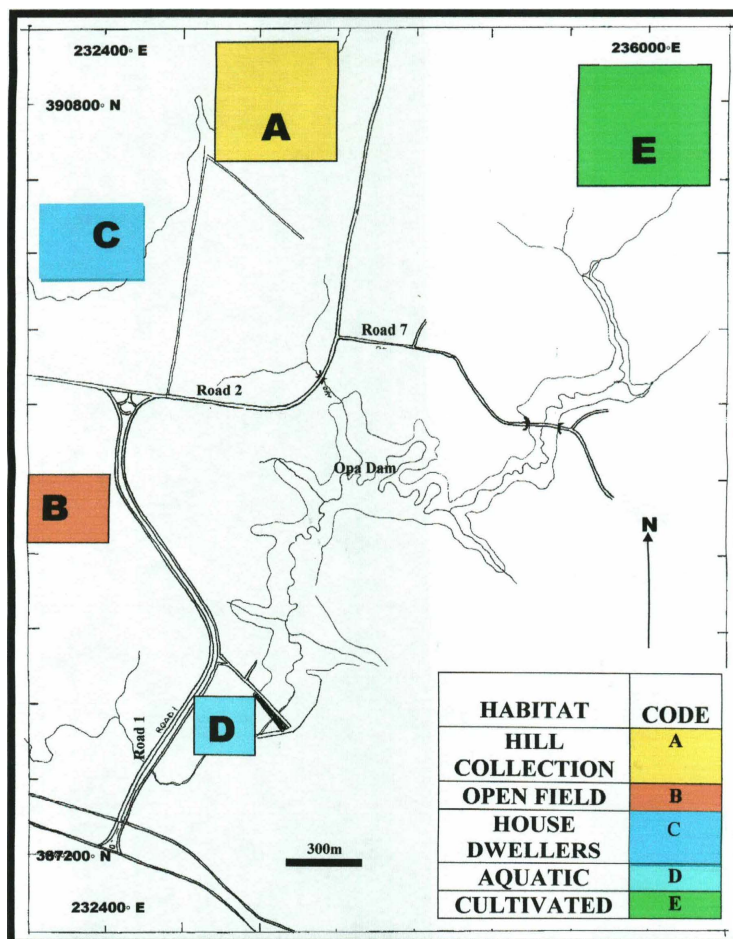 232400◦ E
236000◦E
390800◦ N
A
E
C
Road 7
Road 2
Opa Dam
B
N
D
Road 1
ROAD 1
HABITAT CODE
HILL COLLECTION A
OPEN FIELD B
HOUSE DWELLERS C
AQUATIC D
CULTIVATED E
300m
387200◦ N
232400◦ E